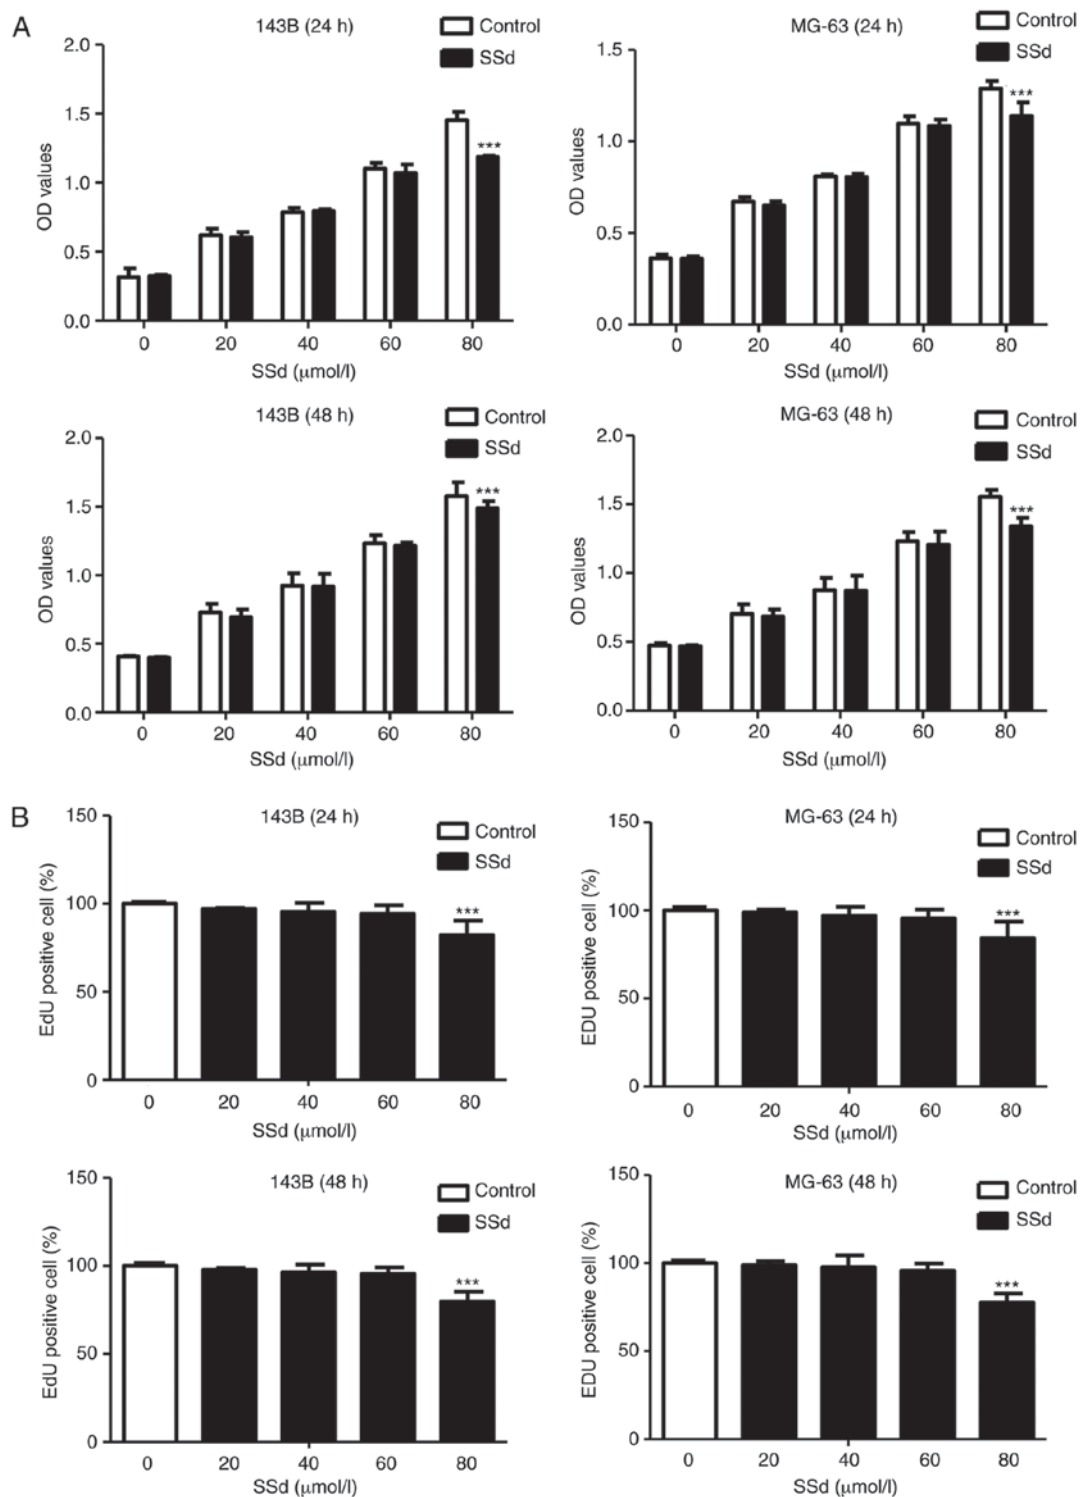 A
143B (24 h)
Control
SSd
2.0
1.5
1.0
0.5
0.0
OD values
***
0 20 40 60 80
SSd (μmol/l)
MG-63 (24 h)
Control
SSd
1.5
1.0
0.5
0.0
OD values
***
0 20 40 60 80
SSd (μmol/l)
143B (48 h)
Control
SSd
2.0
1.5
1.0
0.5
0.0
OD values
***
0 20 40 60 80
SSd (μmol/l)
MG-63 (48 h)
Control
SSd
2.0
1.5
1.0
0.5
0.0
OD values
***
0 20 40 60 80
SSd (μmol/l)
B
143B (24 h)
Control
SSd
150
100
50
0
EdU positive cell (%)
***
0 20 40 60 80
SSd (μmol/l)
MG-63 (24 h)
Control
SSd
150
100
50
0
EDU positive cell (%)
***
0 20 40 60 80
SSd (μmol/l)
143B (48 h)
Control
SSd
150
100
50
0
EdU positive cell (%)
***
0 20 40 60 80
SSd (μmol/l)
MG-63 (48 h)
Control
SSd
150
100
50
0
EDU positive cell (%)
***
0 20 40 60 80
SSd (μmol/l)